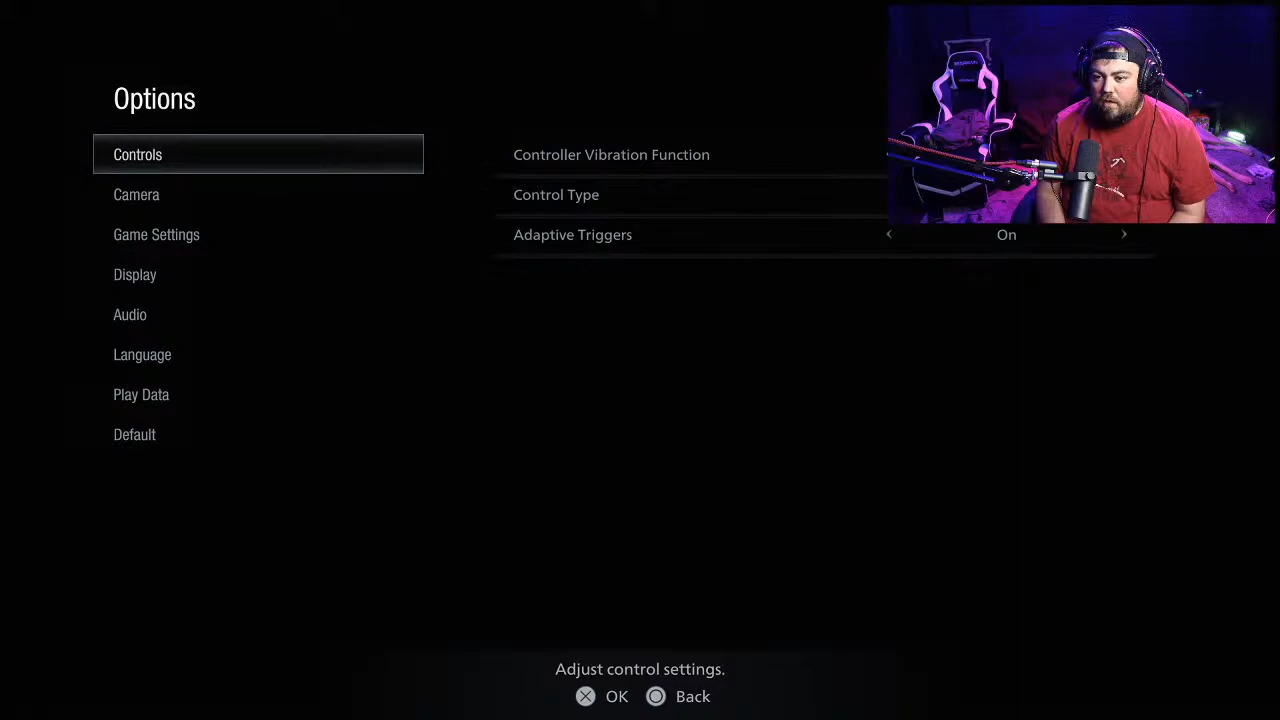 Options
Controls
Camera
Game Settings
Display
Audio
Language
Play Data
Default
Controller Vibration Function
Control Type
Adaptive Triggers
On
Adjust control settings.
OK
Back